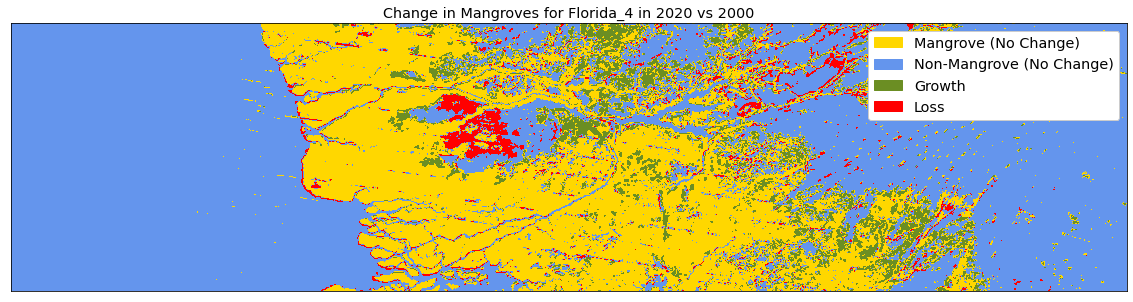 Change in Mangroves for Florida_4 in 2020 vs 2000
Mangrove (No Change)
Non-Mangrove (No Change)
Growth
Loss